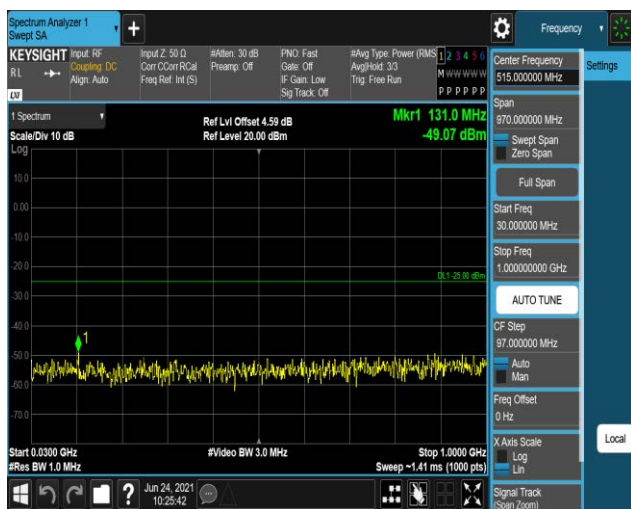 Spectrum Analyzer 1
Swept SA
Frequency
KEYSIGHT
RL
LXI
Input: RF
Coupling: DC
Align: Auto
Input Z: 50 Ω
Corr CCorr RCal
Freq Ref: Int (S)
#Atten: 30 dB
Preamp: Off
PNO: Fast
Gate: Off
IF Gain: Low
Sig Track: Off
#Avg Type: Power (RMS
Avg|Hold: 3/3
Trig: Free Run
1 2 3 4 5 6
M W W W W W
P P P P P P
1 Spectrum
Scale/Div 10 dB
Ref Lvl Offset 4.59 dB
Ref Level 20.00 dBm
Mkr1 131.0 MHz
-49.07 dBm
Log
10.0
0.00
-10.0
-20.0
-30.0
-40.0
-50.0
-60.0
-70.0
DL1 -25.00 dBm
1
Start 0.0300 GHz
#Res BW 1.0 MHz
#Video BW 3.0 MHz
Stop 1.0000 GHz
Sweep ~1.41 ms (1000 pts)
?
Jun 24, 2021
10:25:42
Center Frequency
515.000000 MHz
Span
970.000000 MHz
Swept Span
Zero Span
Full Span
Start Freq
30.000000 MHz
Stop Freq
1.000000000 GHz
AUTO TUNE
CF Step
97.000000 MHz
Auto
Man
Freq Offset
0 Hz
X Axis Scale
Log
Lin
Signal Track
(Span Zoom)
Settings
Local